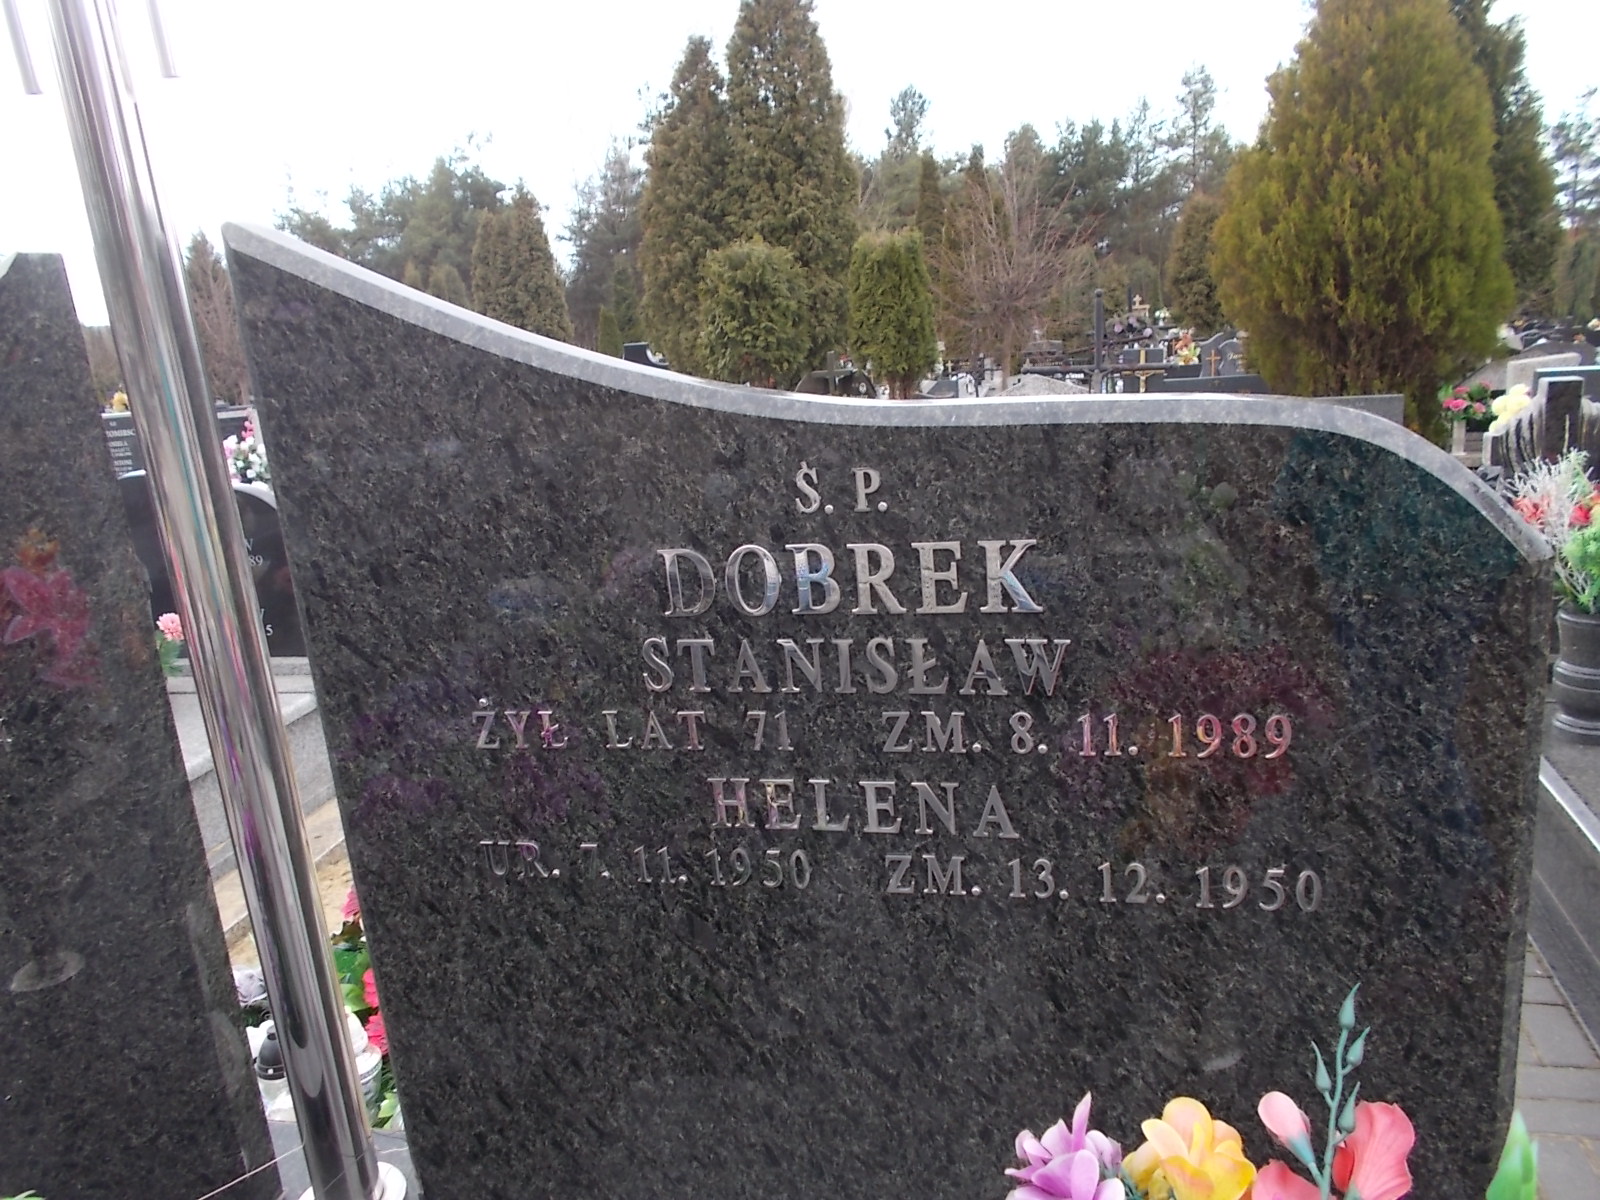 Ś. P.
DOBREK
STANISŁAW
ŻYŁ LAT 71 ZM. 8. 11. 1989
HELENA
UR. 7. 11. 1950 ZM. 13. 12. 1950